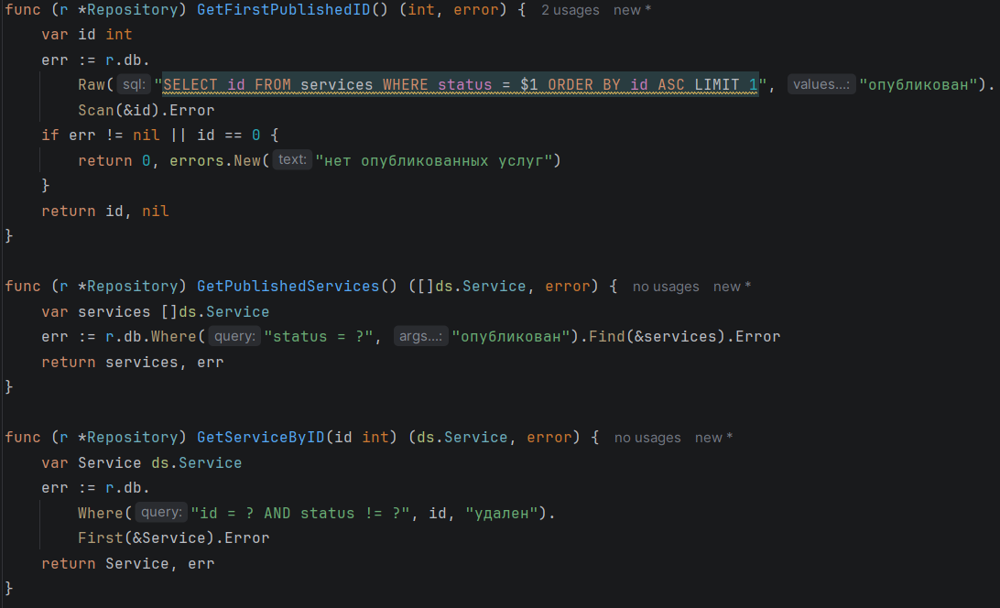 func (r *Repository) GetFirstPublishedID() (int, error) { 2 usages new *
    var id int
    err := r.db.
        Raw( sql: "SELECT id FROM services WHERE status = $1 ORDER BY id ASC LIMIT 1", values...: "опубликован").
        Scan(&id).Error
    if err != nil || id == 0 {
        return 0, errors.New( text: "нет опубликованных услуг")
    }
    return id, nil
}

func (r *Repository) GetPublishedServices() ([]ds.Service, error) { no usages new *
    var services []ds.Service
    err := r.db.Where( query: "status = ?", args...: "опубликован").Find(&services).Error
    return services, err
}

func (r *Repository) GetServiceByID(id int) (ds.Service, error) { no usages new *
    var Service ds.Service
    err := r.db.
        Where( query: "id = ? AND status != ?", id, "удален").
        First(&Service).Error
    return Service, err
}